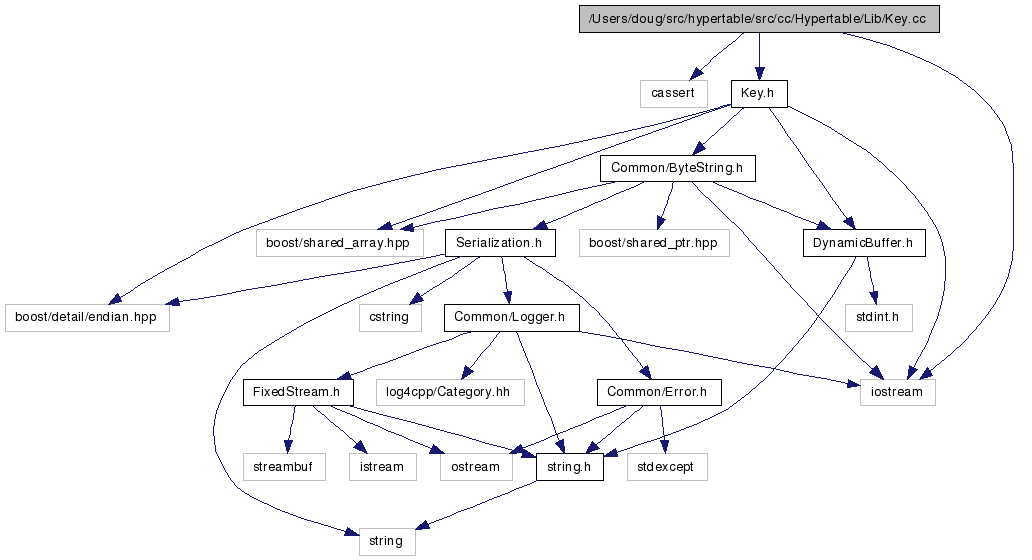 /Users/doug/src/hypertable/src/cc/Hypertable/Lib/Key.cc
cassert
Key.h
Common/ByteString.h
boost/shared_array.hpp
Serialization.h
boost/shared_ptr.hpp
DynamicBuffer.h
boost/detail/endian.hpp
cstring
Common/Logger.h
stdint.h
FixedStream.h
log4cpp/Category.hh
Common/Error.h
iostream
streambuf
istream
ostream
string.h
stdexcept
string